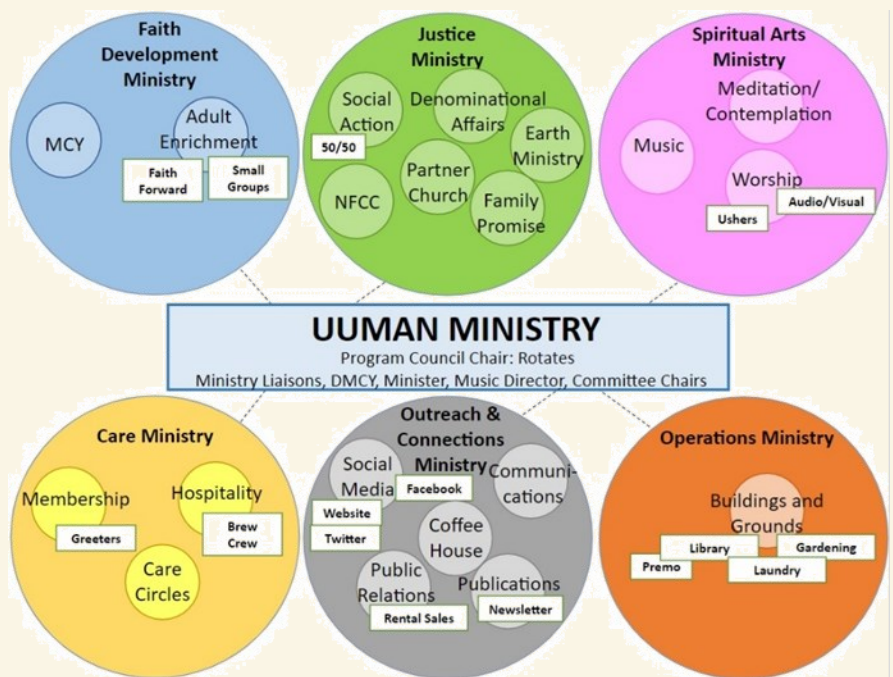 Faith
Development
Ministry
MCY
Adult
Enrichment
Faith
Forward
Small
Groups
Justice
Ministry
Social
Action
50/50
Denominational
Affairs
Earth
Ministry
Partner
Church
NFCC
Family
Promise
Spiritual Arts
Ministry
Meditation/
Contemplation
Music
Worship
Ushers
Audio/Visual
UUMAN MINISTRY
Program Council Chair: Rotates
Ministry Liaisons, DMCY, Minister, Music Director, Committee Chairs
Care Ministry
Membership
Greeters
Hospitality
Brew
Crew
Care
Circles
Outreach &
Connections
Ministry
Social
Media
Facebook
Website
Twitter
Communi-
cations
Coffee
House
Public
Relations
Rental Sales
Publications
Newsletter
Operations Ministry
Buildings and
Grounds
Library
Gardening
Premo
Laundry